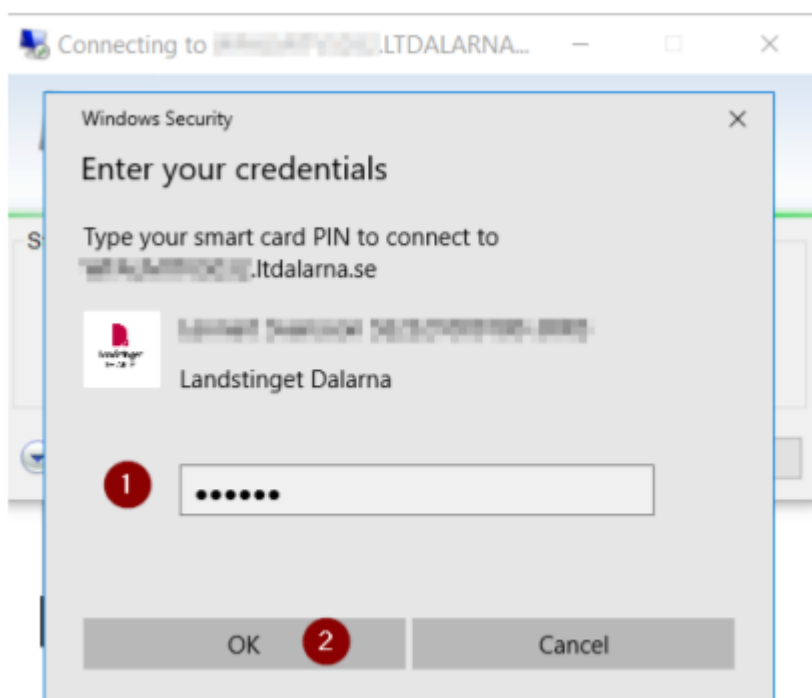 Connecting to .LTDALARNA...
Windows Security
Enter your credentials
Type your smart card PIN to connect to
.ltdalarna.se
Landstinget Dalarna
1
••••••
OK 2 Cancel